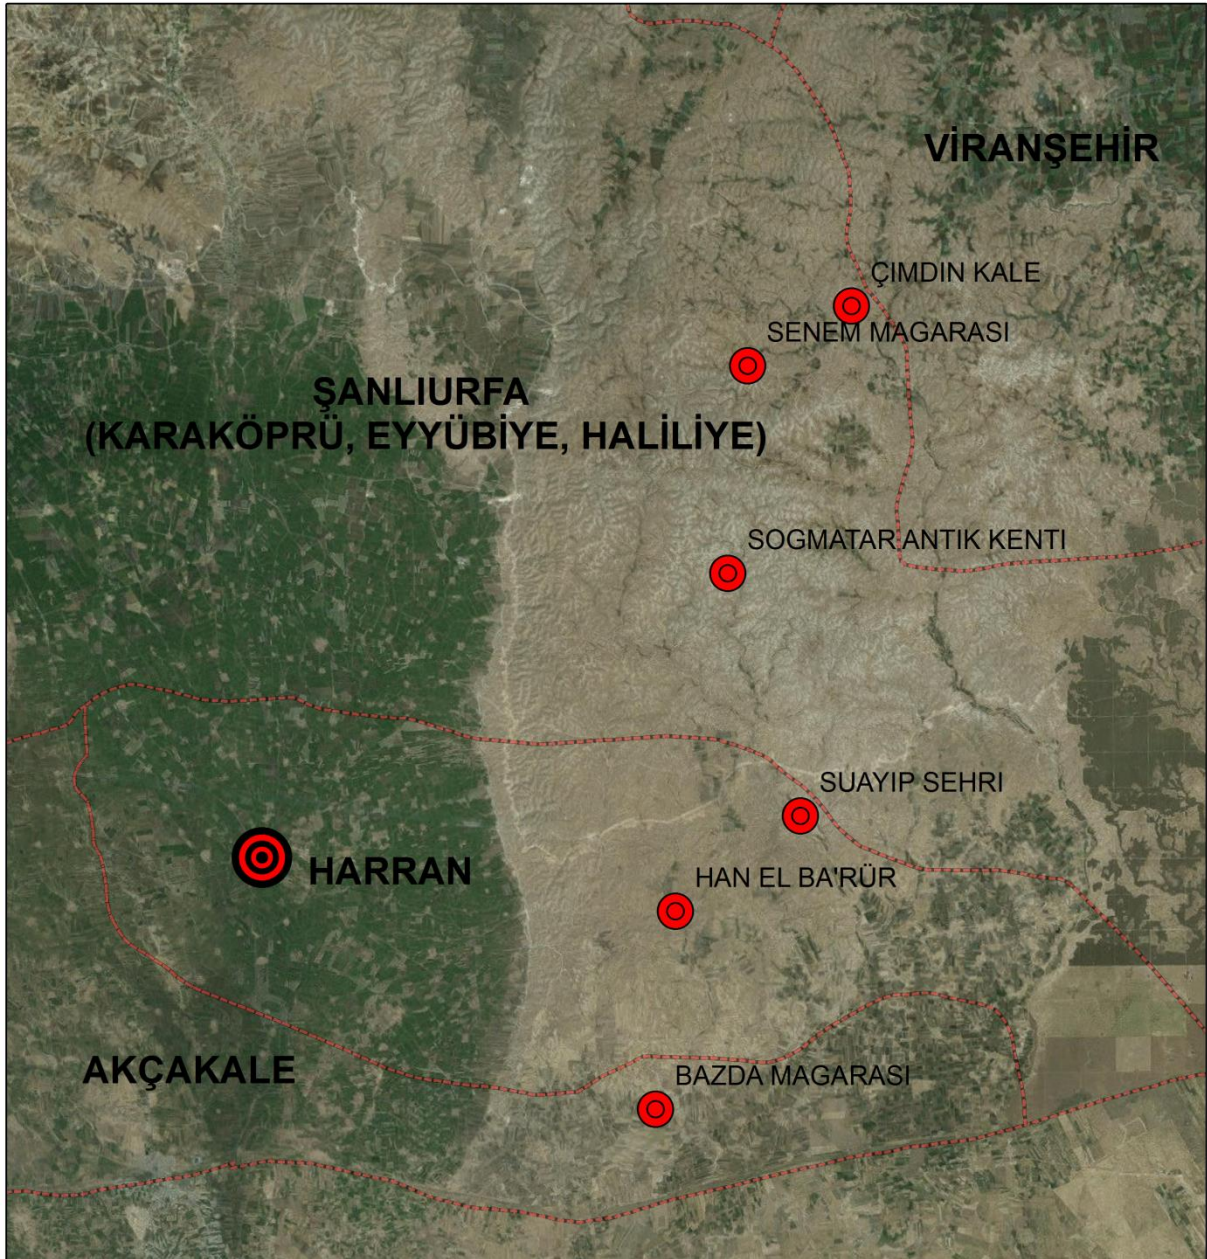 VİRANŞEHİR
ÇIMDIN KALE
SENEM MAGARASI
ŞANLIURFA
(KARAKÖPRÜ, EYYÜBİYE, HALİLİYE)
SOGMATAR ANTIK KENTI
SUAYIP SEHRI
HARRAN
HAN EL BA'RÜR
AKÇAKALE
BAZDA MAGARASI